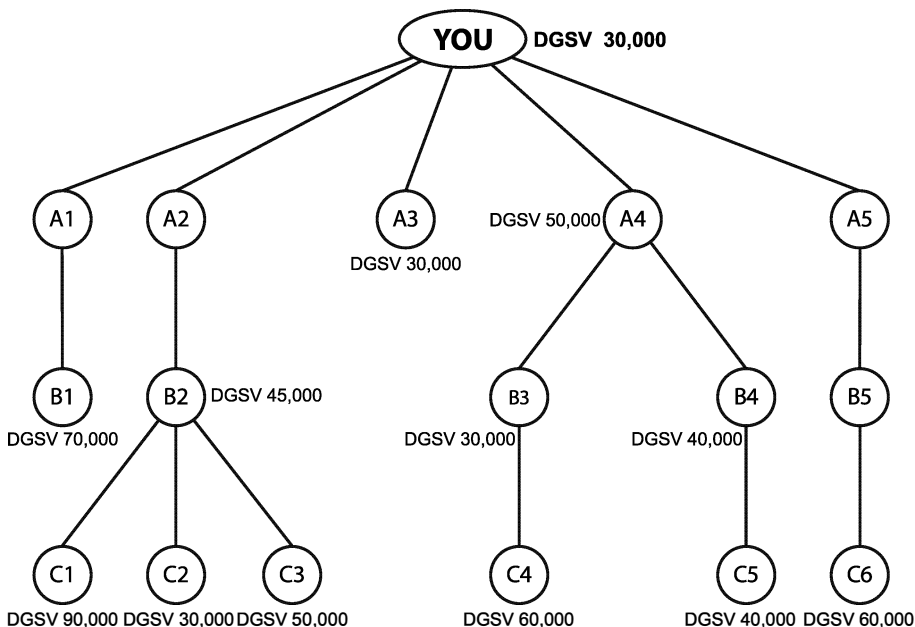 YOU DGSV 30,000
A1 A2 A3 DGSV 50,000 A4 A5
DGSV 30,000
B1 B2 DGSV 45,000 B3 B4 B5
DGSV 70,000 DGSV 30,000 DGSV 40,000
C1 C2 C3 C4 C5 C6
DGSV 90,000 DGSV 30,000 DGSV 50,000 DGSV 60,000 DGSV 40,000 DGSV 60,000